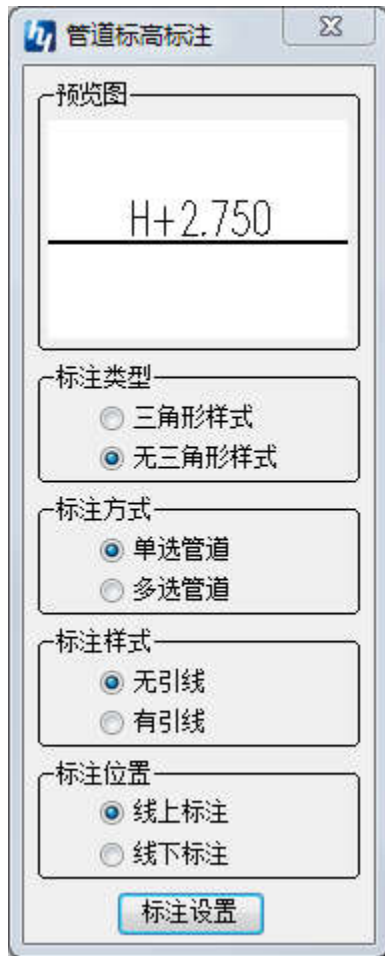 管道标高标注
预览图
H+2.750
标注类型
三角形样式
无三角形样式
标注方式
单选管道
多选管道
标注样式
无引线
有引线
标注位置
线上标注
线下标注
标注设置